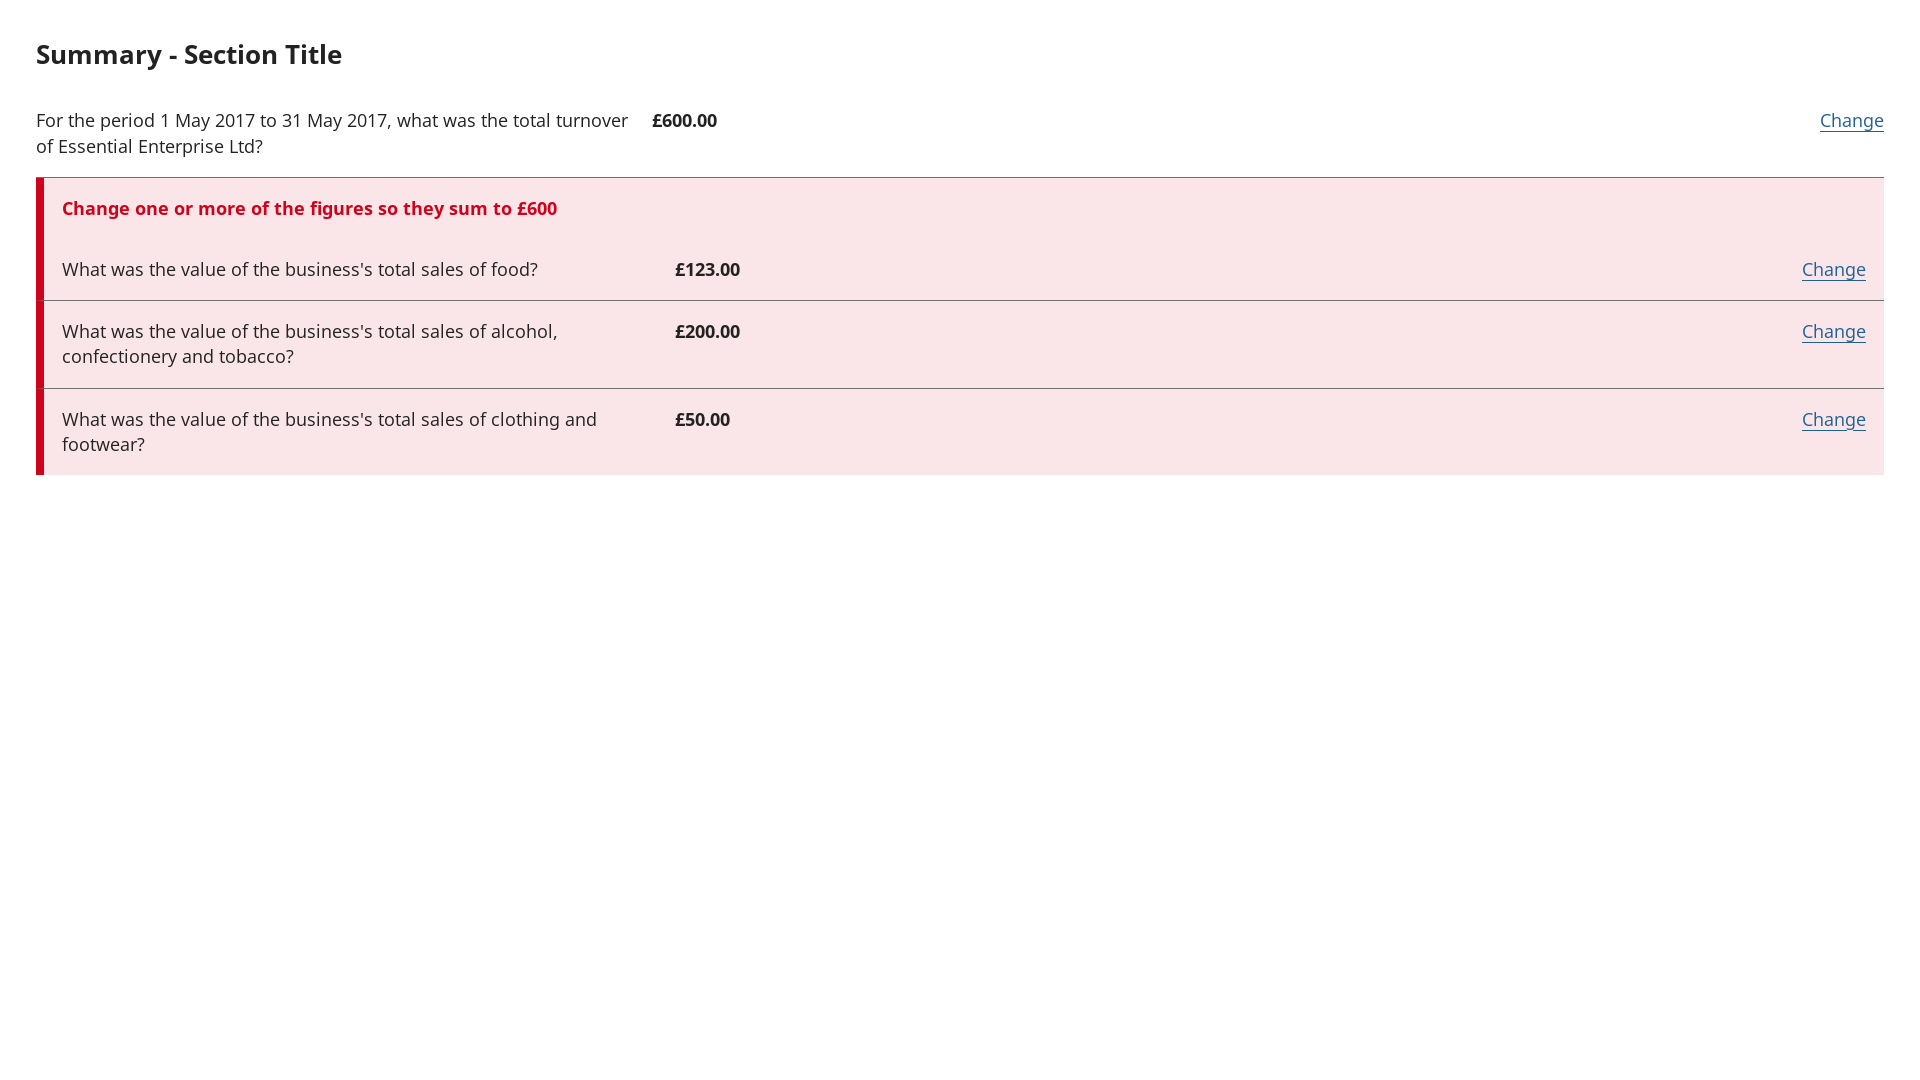 Summary - Section Title
For the period 1 May 2017 to 31 May 2017, what was the total turnover £600.00 Change
of Essential Enterprise Ltd?
Change one or more of the figures so they sum to £600
What was the value of the business's total sales of food? £123.00 Change
What was the value of the business's total sales of alcohol, £200.00 Change
confectionery and tobacco?
What was the value of the business's total sales of clothing and £50.00 Change
footwear?